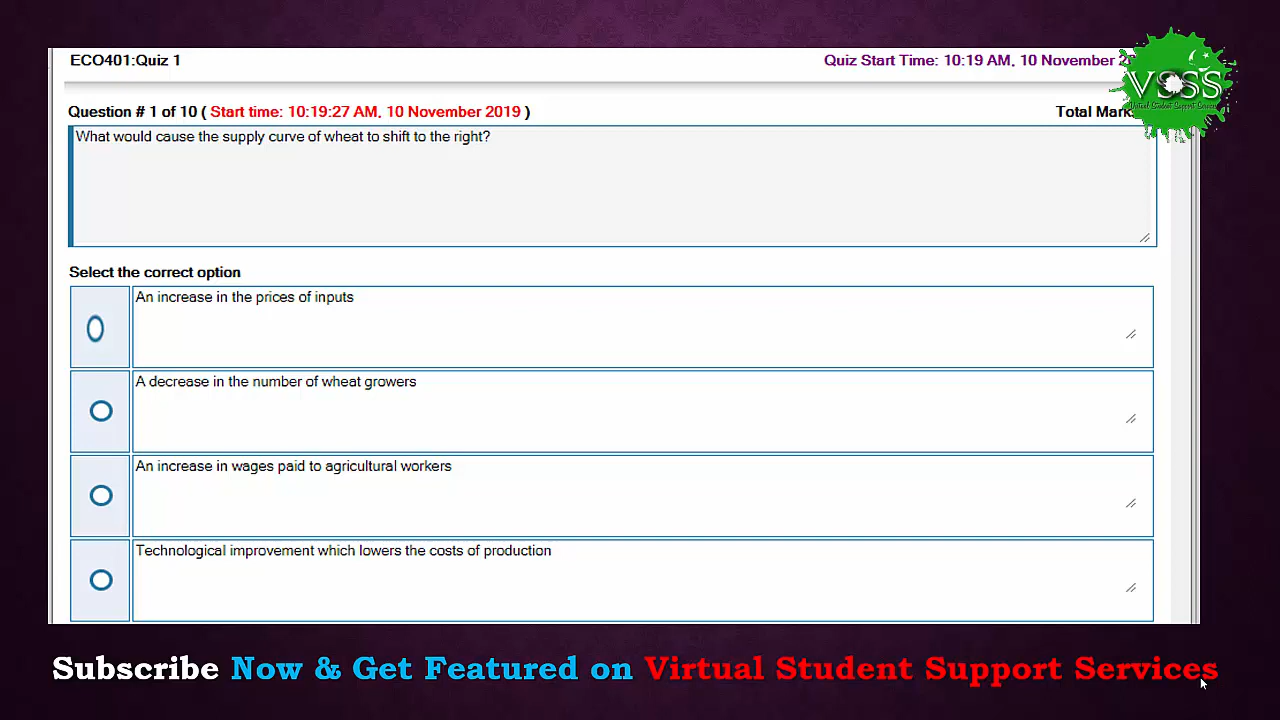 ECO401:Quiz 1
Quiz Start Time: 10:19 AM, 10 November
Question # 1 of 10 ( Start time: 10:19:27 AM, 10 November 2019 )
Total Mark
VSSS
Virtual Student Support Services
What would cause the supply curve of wheat to shift to the right?
Select the correct option
An increase in the prices of inputs
A decrease in the number of wheat growers
An increase in wages paid to agricultural workers
Technological improvement which lowers the costs of production
Subscribe Now & Get Featured on Virtual Student Support Services